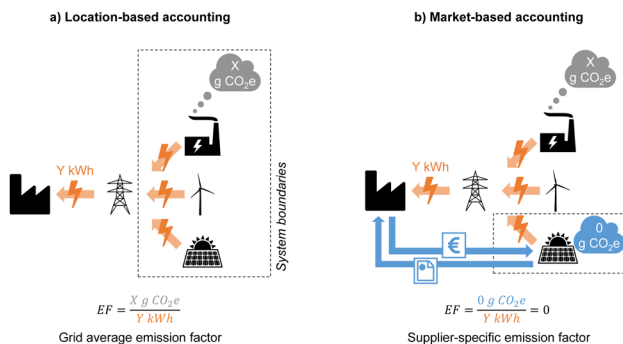 a) Location-based accounting
X
g CO₂e
Y kWh
System boundaries
EF = X g CO₂e / Y kWh
Grid average emission factor
b) Market-based accounting
X
g CO₂e
Y kWh
0
g CO₂e
€
EF = 0 g CO₂e / Y kWh = 0
Supplier-specific emission factor